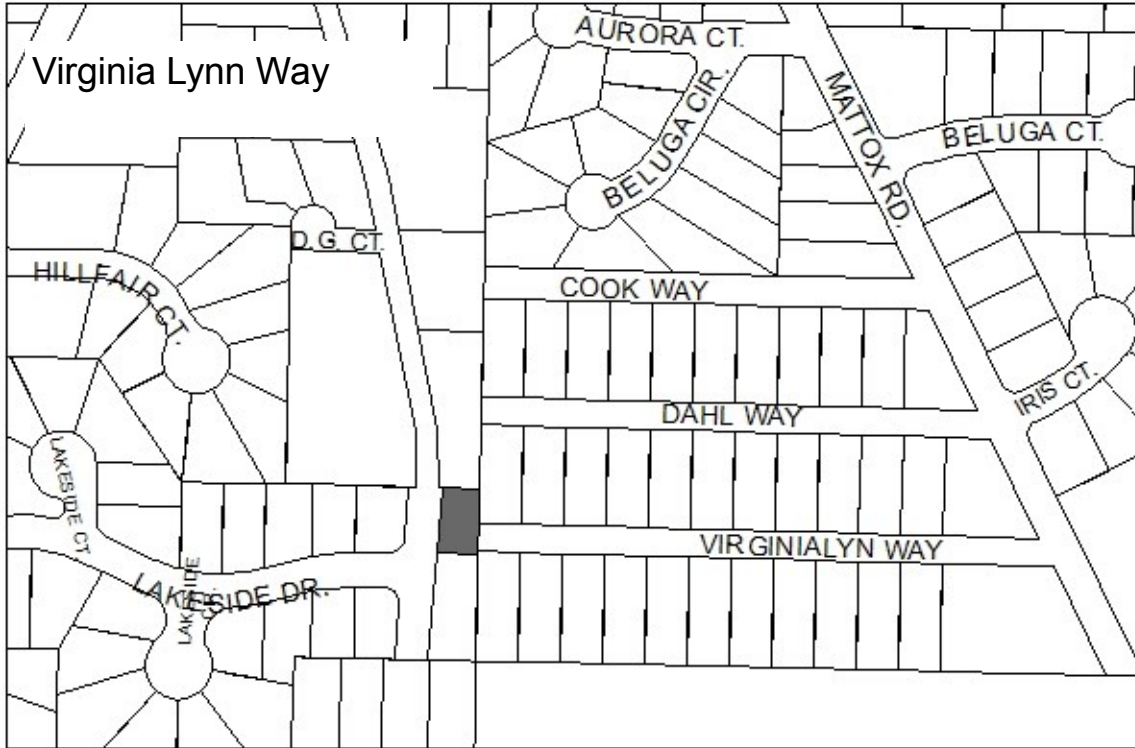 Virginia Lynn Way
AURORA CT.
BELUGA CIR.
MATTOX RD.
BELUGA CT.
D.G. CT.
HILLFAIR CT.
COOK WAY
DAHL WAY
IRIS CT.
LAKESIDE CT
VIRGINIALYN WAY
LAKESIDE DR.
LAKESIDE